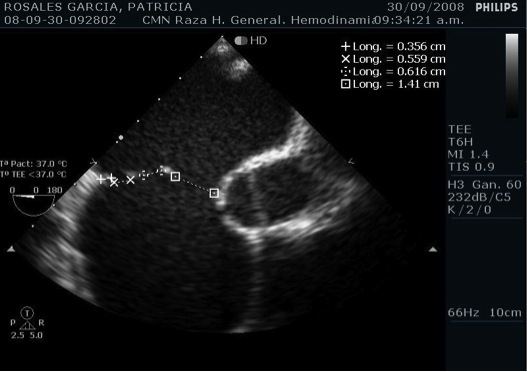 ROSALES GARCIA, PATRICIA 30/09/2008 PHILIPS
08-09-30-092802 CMN Raza H. General. Hemodinami 09:34:21 a.m.
HD
+ Long. = 0.356 cm
× Long. = 0.559 cm
Long. = 0.616 cm
Long. = 1.41 cm
TEE
T6H
MI 1.4
TIS 0.9
Tª Pact: 37.0 °C
Tª TEE <37.0 °C
0 0 180
H3 Gan. 60
232dB/C5
K/2/0
T
P R
2.5 5.0
66Hz 10cm